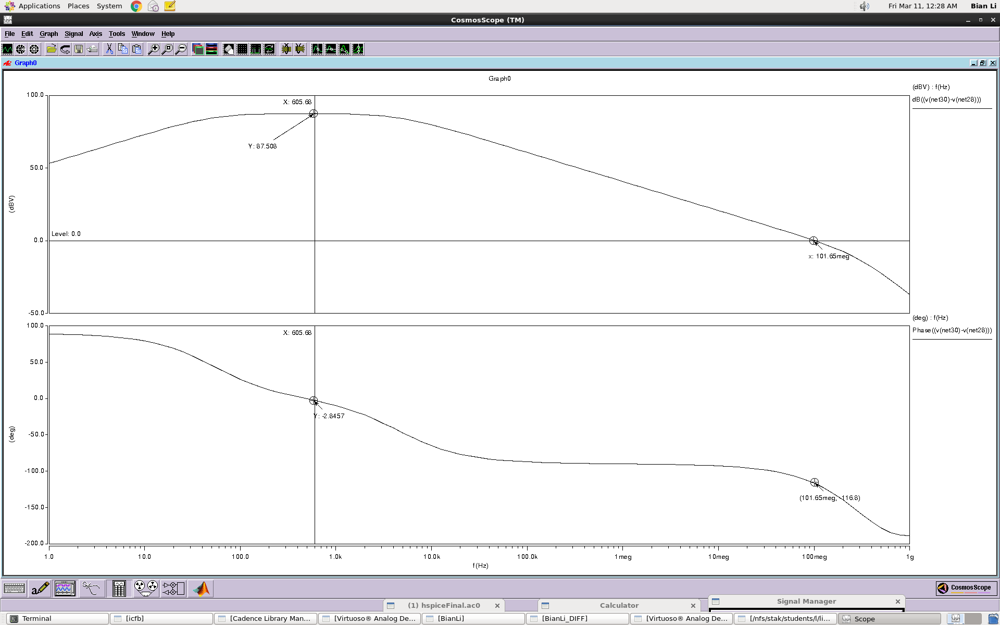 Applications Places System Fri Mar 11, 12:28 AM Bian Li
CosmosScope (TM)
File Edit Graph Signal Axis Tools Window Help
Graph0
Graph0
(dBV) : f(Hz)
dB((v(net30)-v(net28)))
100.0
X: 605.68
Y: 87.508
50.0
(dBV)
Level: 0.0
0.0
x: 101.65meg
-50.0
(deg) : f(Hz)
Phase((v(net30)-v(net28)))
100.0
X: 605.68
50.0
0.0
Y: -2.8457
-50.0
(deg)
-100.0
(101.65meg, -116.8)
-150.0
-200.0
1.0 10.0 100.0 1.0k 10.0k 100.0k 1meg 10meg 100meg 1g
f(Hz)
a
CosmosScope
(1) hspiceFinal.ac0 Calculator Signal Manager
Terminal [icfb] [Cadence Library Man... [Virtuoso® Analog De... [BianLi] [BianLi_DIFF] [Virtuoso® Analog De... [/nfs/stak/students/l/li... Scope